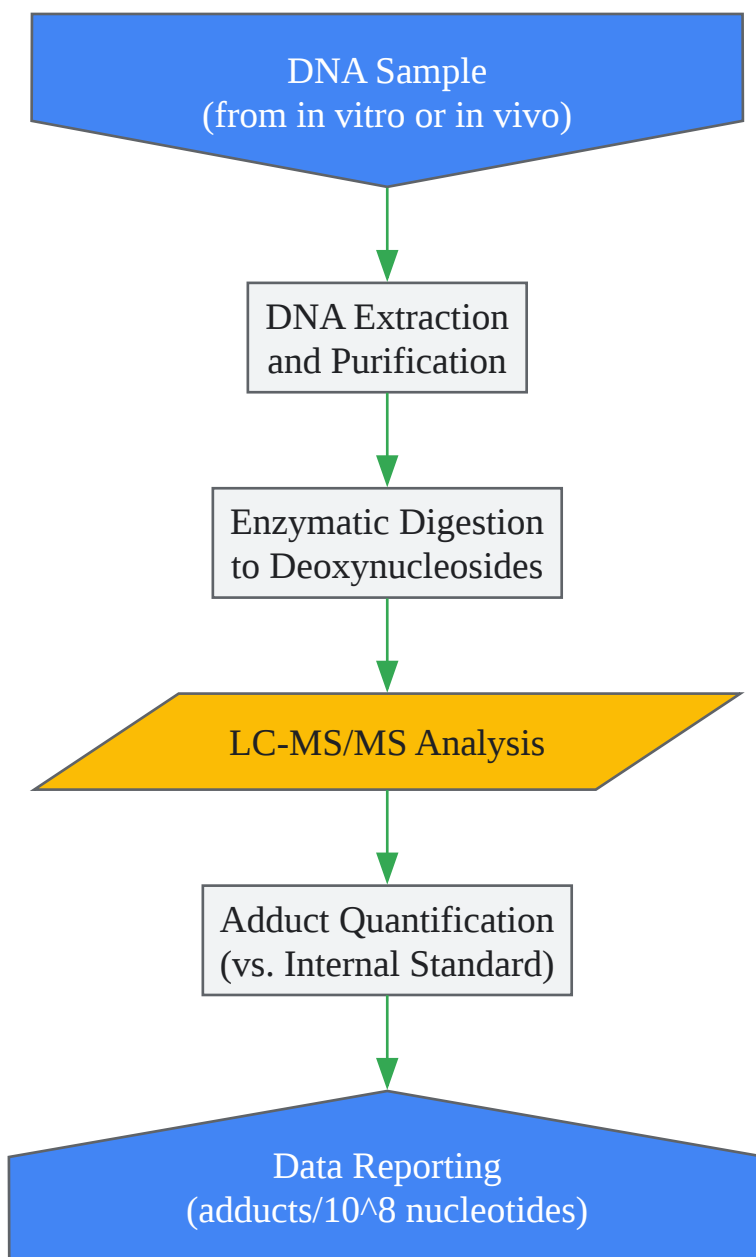 DNA Sample
(from in vitro or in vivo)
DNA Extraction
and Purification
Enzymatic Digestion
to Deoxynucleosides
LC-MS/MS Analysis
Adduct Quantification
(vs. Internal Standard)
Data Reporting
(adducts/10^8 nucleotides)